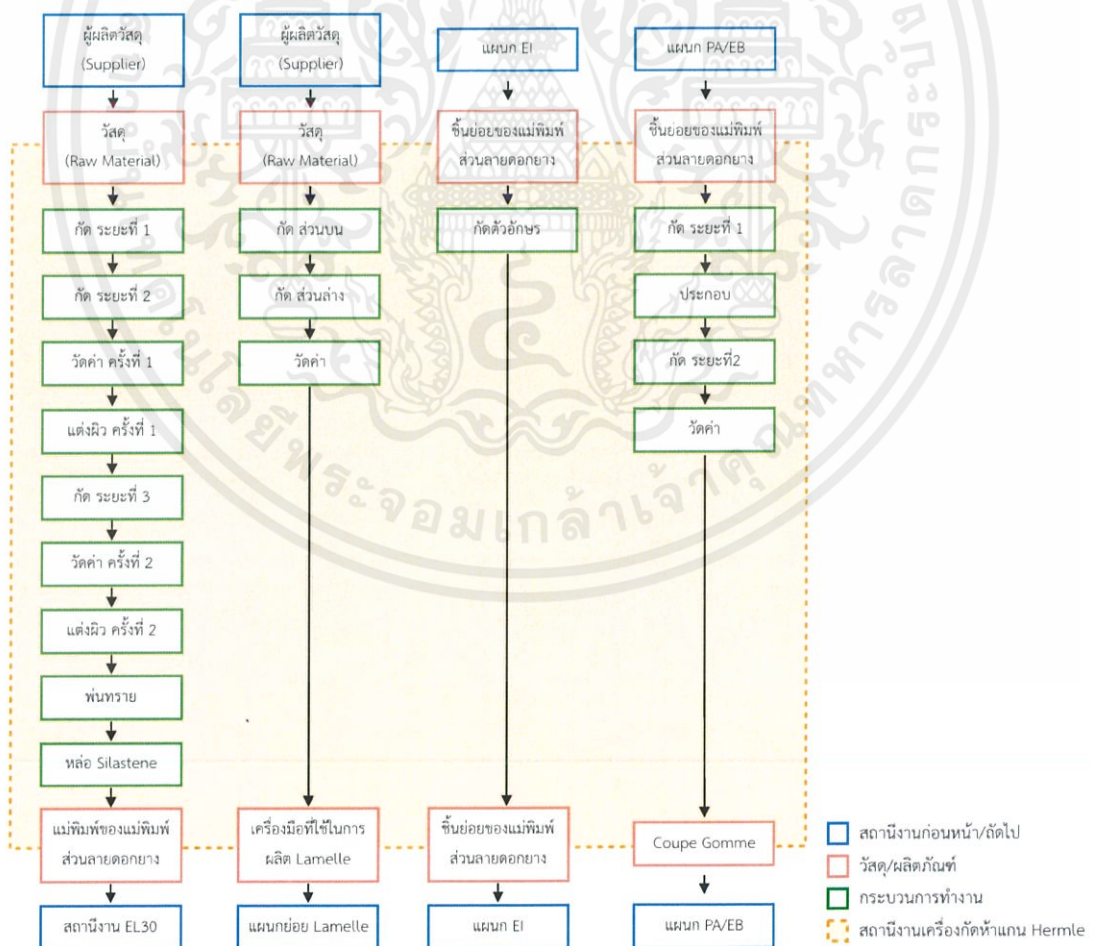 ผู้ผลิตวัสดุ
(Supplier)
วัสดุ
(Raw Material)
กัด ระยะที่ 1
กัด ระยะที่ 2
วัดค่า ครั้งที่ 1
แต่งผิว ครั้งที่ 1
กัด ระยะที่ 3
วัดค่า ครั้งที่ 2
แต่งผิว ครั้งที่ 2
พ่นทราย
หล่อ Silastene
แม่พิมพ์ของแม่พิมพ์
ส่วนลายดอกยาง
สถานีงาน EL30
ผู้ผลิตวัสดุ
(Supplier)
วัสดุ
(Raw Material)
กัด ส่วนบน
กัด ส่วนล่าง
วัดค่า
เครื่องมือที่ใช้ในการ
ผลิต Lamelle
แผนกย่อย Lamelle
แผนก EI
ชิ้นย่อยของแม่พิมพ์
ส่วนลายดอกยาง
กัดตัวอักษร
ชิ้นย่อยของแม่พิมพ์
ส่วนลายดอกยาง
แผนก EI
แผนก PA/EB
ชิ้นย่อยของแม่พิมพ์
ส่วนลายดอกยาง
กัด ระยะที่ 1
ประกอบ
กัด ระยะที่2
วัดค่า
Coupe Gomme
แผนก PA/EB
สถานีงานก่อนหน้า/ถัดไป
วัสดุ/ผลิตภัณฑ์
กระบวนการทำงาน
สถานีงานเครื่องกัดห้าแกน Hermle